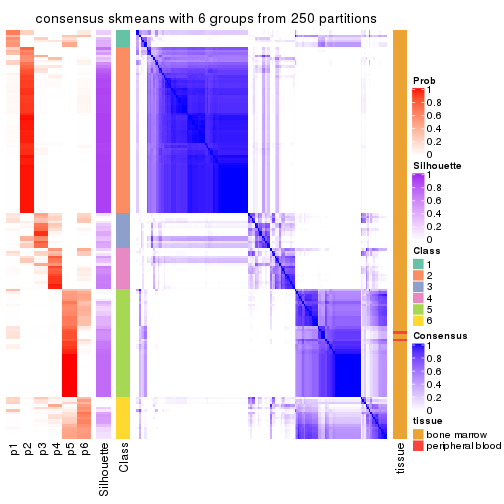 consensus skmeans with 6 groups from 250 partitions
Prob
1
0.8
0.6
0.4
0.2
0
Silhouette
1
0.8
0.6
0.4
0.2
0
Class
1
2
3
4
5
6
Consensus
1
0.8
0.6
0.4
0.2
0
tissue
bone marrow
peripheral blood
p1
p2
p3
p4
p5
p6
Silhouette
Class
tissue